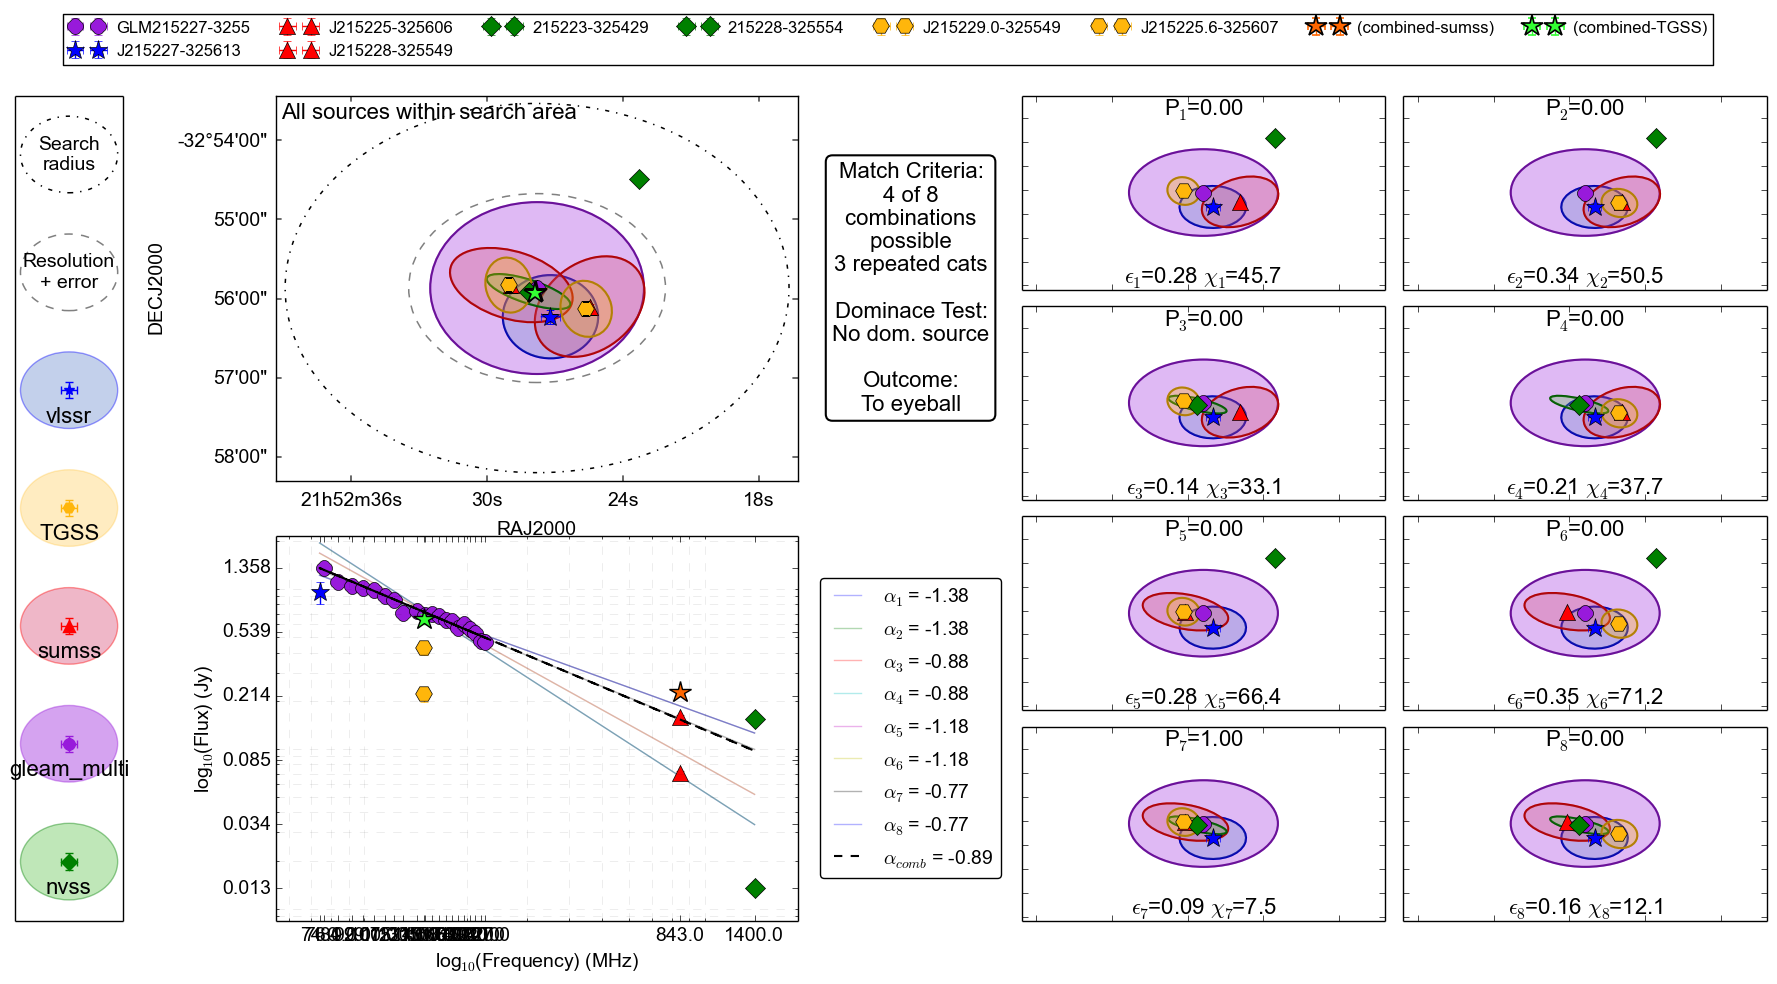 GLM215227-3255
J215225-325606
215223-325429
215228-325554
J215229.0-325549
J215225.6-325607
(combined-sumss)
(combined-TGSS)
J215227-325613
J215228-325549
Search
radius
Resolution
+ error
vlssr
TGSS
sumss
gleam_multi
nvss
All sources within search area
DECJ2000
-32°54'00"
55'00"
56'00"
57'00"
58'00"
21h52m36s
30s
24s
18s
RAJ2000
Match Criteria:
4 of 8
combinations
possible
3 repeated cats
Dominace Test:
No dom. source
Outcome:
To eyeball
log10(Flux) (Jy)
1.358
0.539
0.214
0.085
0.034
0.013
843.0
1400.0
log10(Frequency) (MHz)
α1 = -1.38
α2 = -1.38
α3 = -0.88
α4 = -0.88
α5 = -1.18
α6 = -1.18
α7 = -0.77
α8 = -0.77
αcomb = -0.89
P1=0.00
ϵ1=0.28 χ1=45.7
P2=0.00
ϵ2=0.34 χ2=50.5
P3=0.00
ϵ3=0.14 χ3=33.1
P4=0.00
ϵ4=0.21 χ4=37.7
P5=0.00
ϵ5=0.28 χ5=66.4
P6=0.00
ϵ6=0.35 χ6=71.2
P7=1.00
ϵ7=0.09 χ7=7.5
P8=0.00
ϵ8=0.16 χ8=12.1